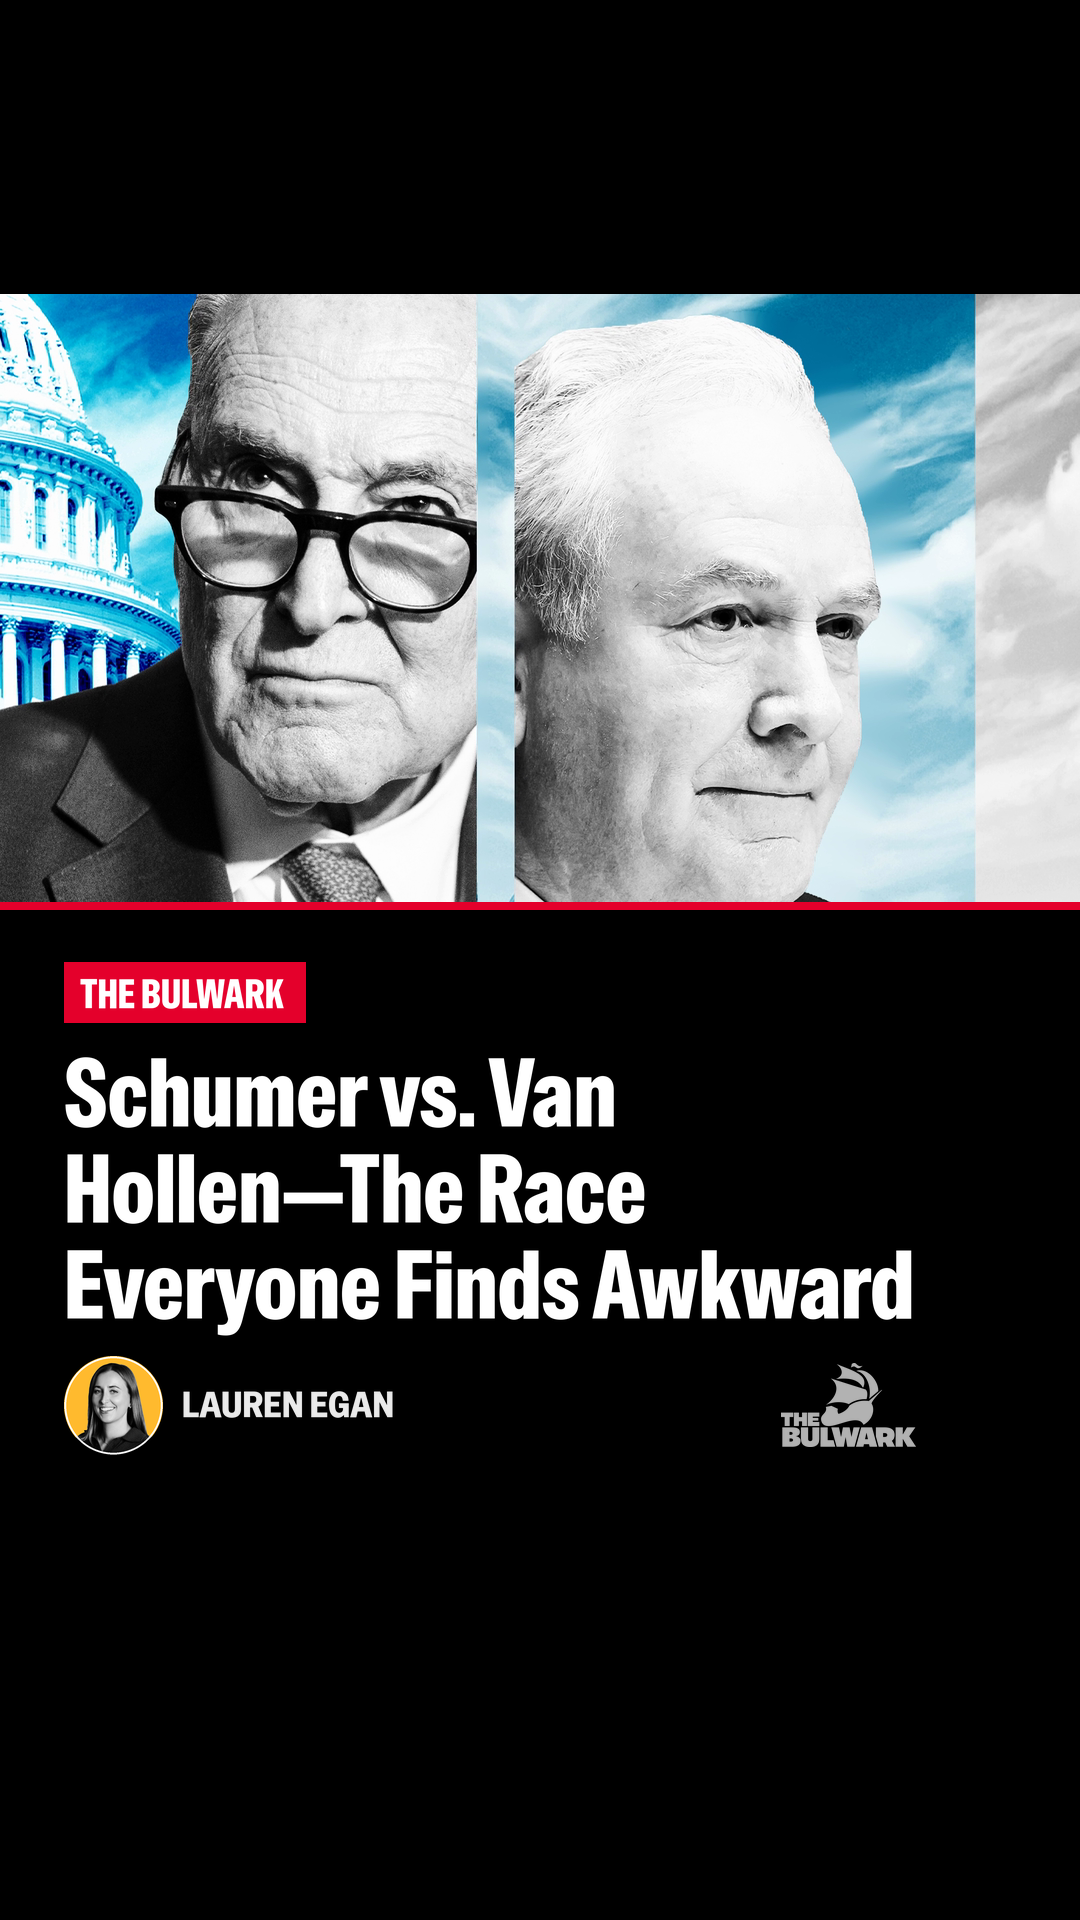 THE BULWARK
Schumer vs. Van
Hollen—The Race
Everyone Finds Awkward
LAUREN EGAN
THE
BULWARK